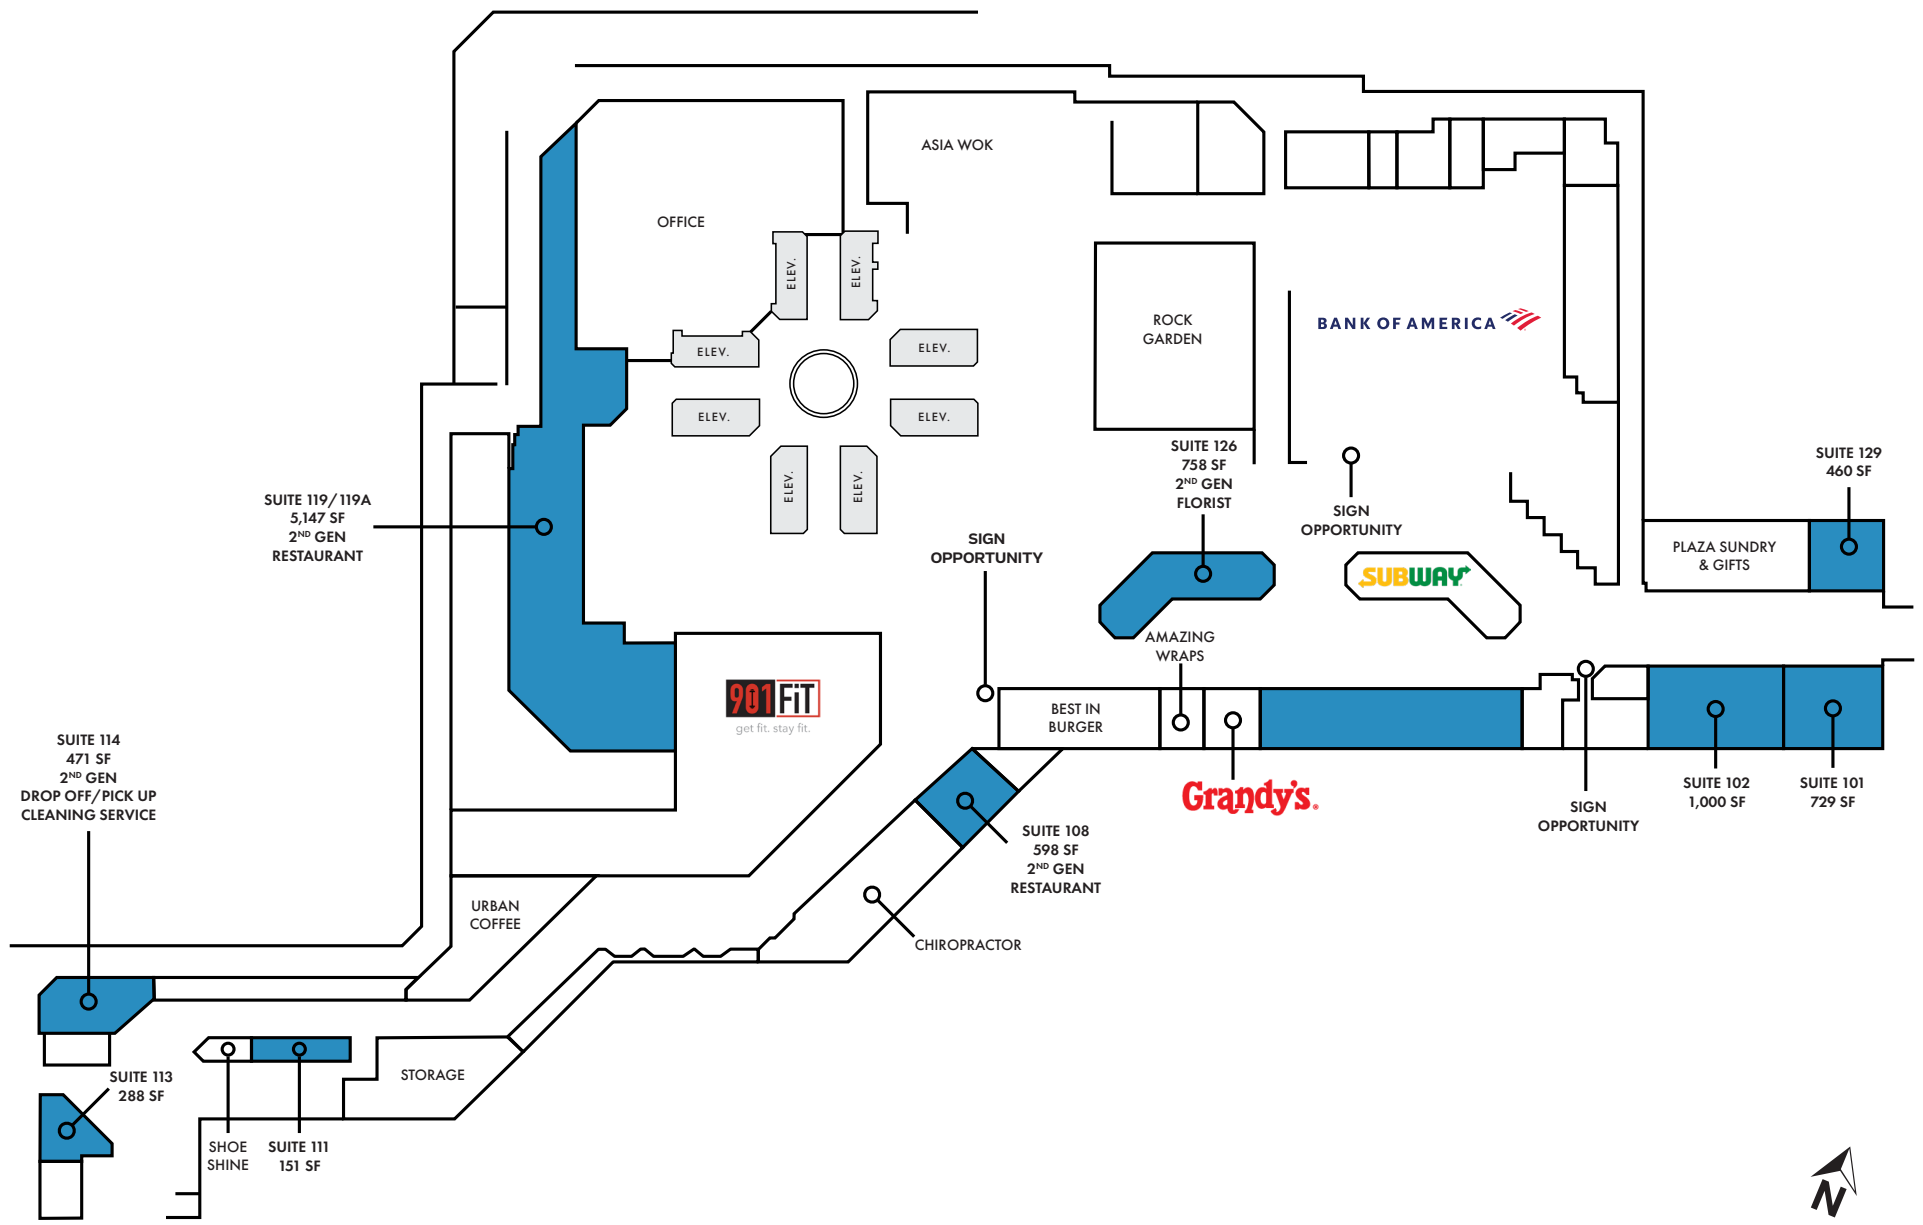 ASIA WOK
OFFICE
ELEV.
ELEV.
ELEV.
ELEV.
ELEV.
ELEV.
ELEV.
ELEV.
ROCK
GARDEN
BANK OF AMERICA
SUITE 126
758 SF
2ND GEN
FLORIST
SIGN
OPPORTUNITY
SUITE 129
460 SF
SUITE 119/119A
5,147 SF
2ND GEN
RESTAURANT
SIGN
OPPORTUNITY
PLAZA SUNDRY
& GIFTS
SUBWAY
AMAZING
WRAPS
901 FiT
get fit. stay fit.
BEST IN
BURGER
SUITE 114
471 SF
2ND GEN
DROP OFF/PICK UP
CLEANING SERVICE
Grandy's
SUITE 102
1,000 SF
SUITE 101
729 SF
SIGN
OPPORTUNITY
SUITE 108
598 SF
2ND GEN
RESTAURANT
URBAN
COFFEE
CHIROPRACTOR
STORAGE
SUITE 113
288 SF
SHOE
SHINE
SUITE 111
151 SF
N